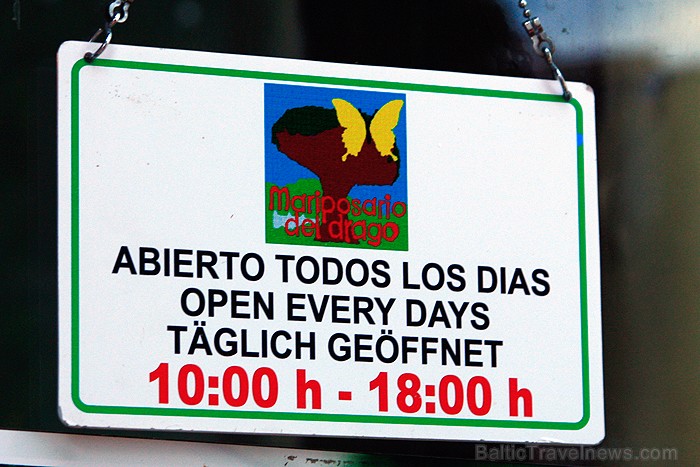 Mariposario
del drago
ABIERTO TODOS LOS DIAS
OPEN EVERY DAYS
TÄGLICH GEÖFFNET
10:00 h - 18:00 h
BalticTravelnews.com